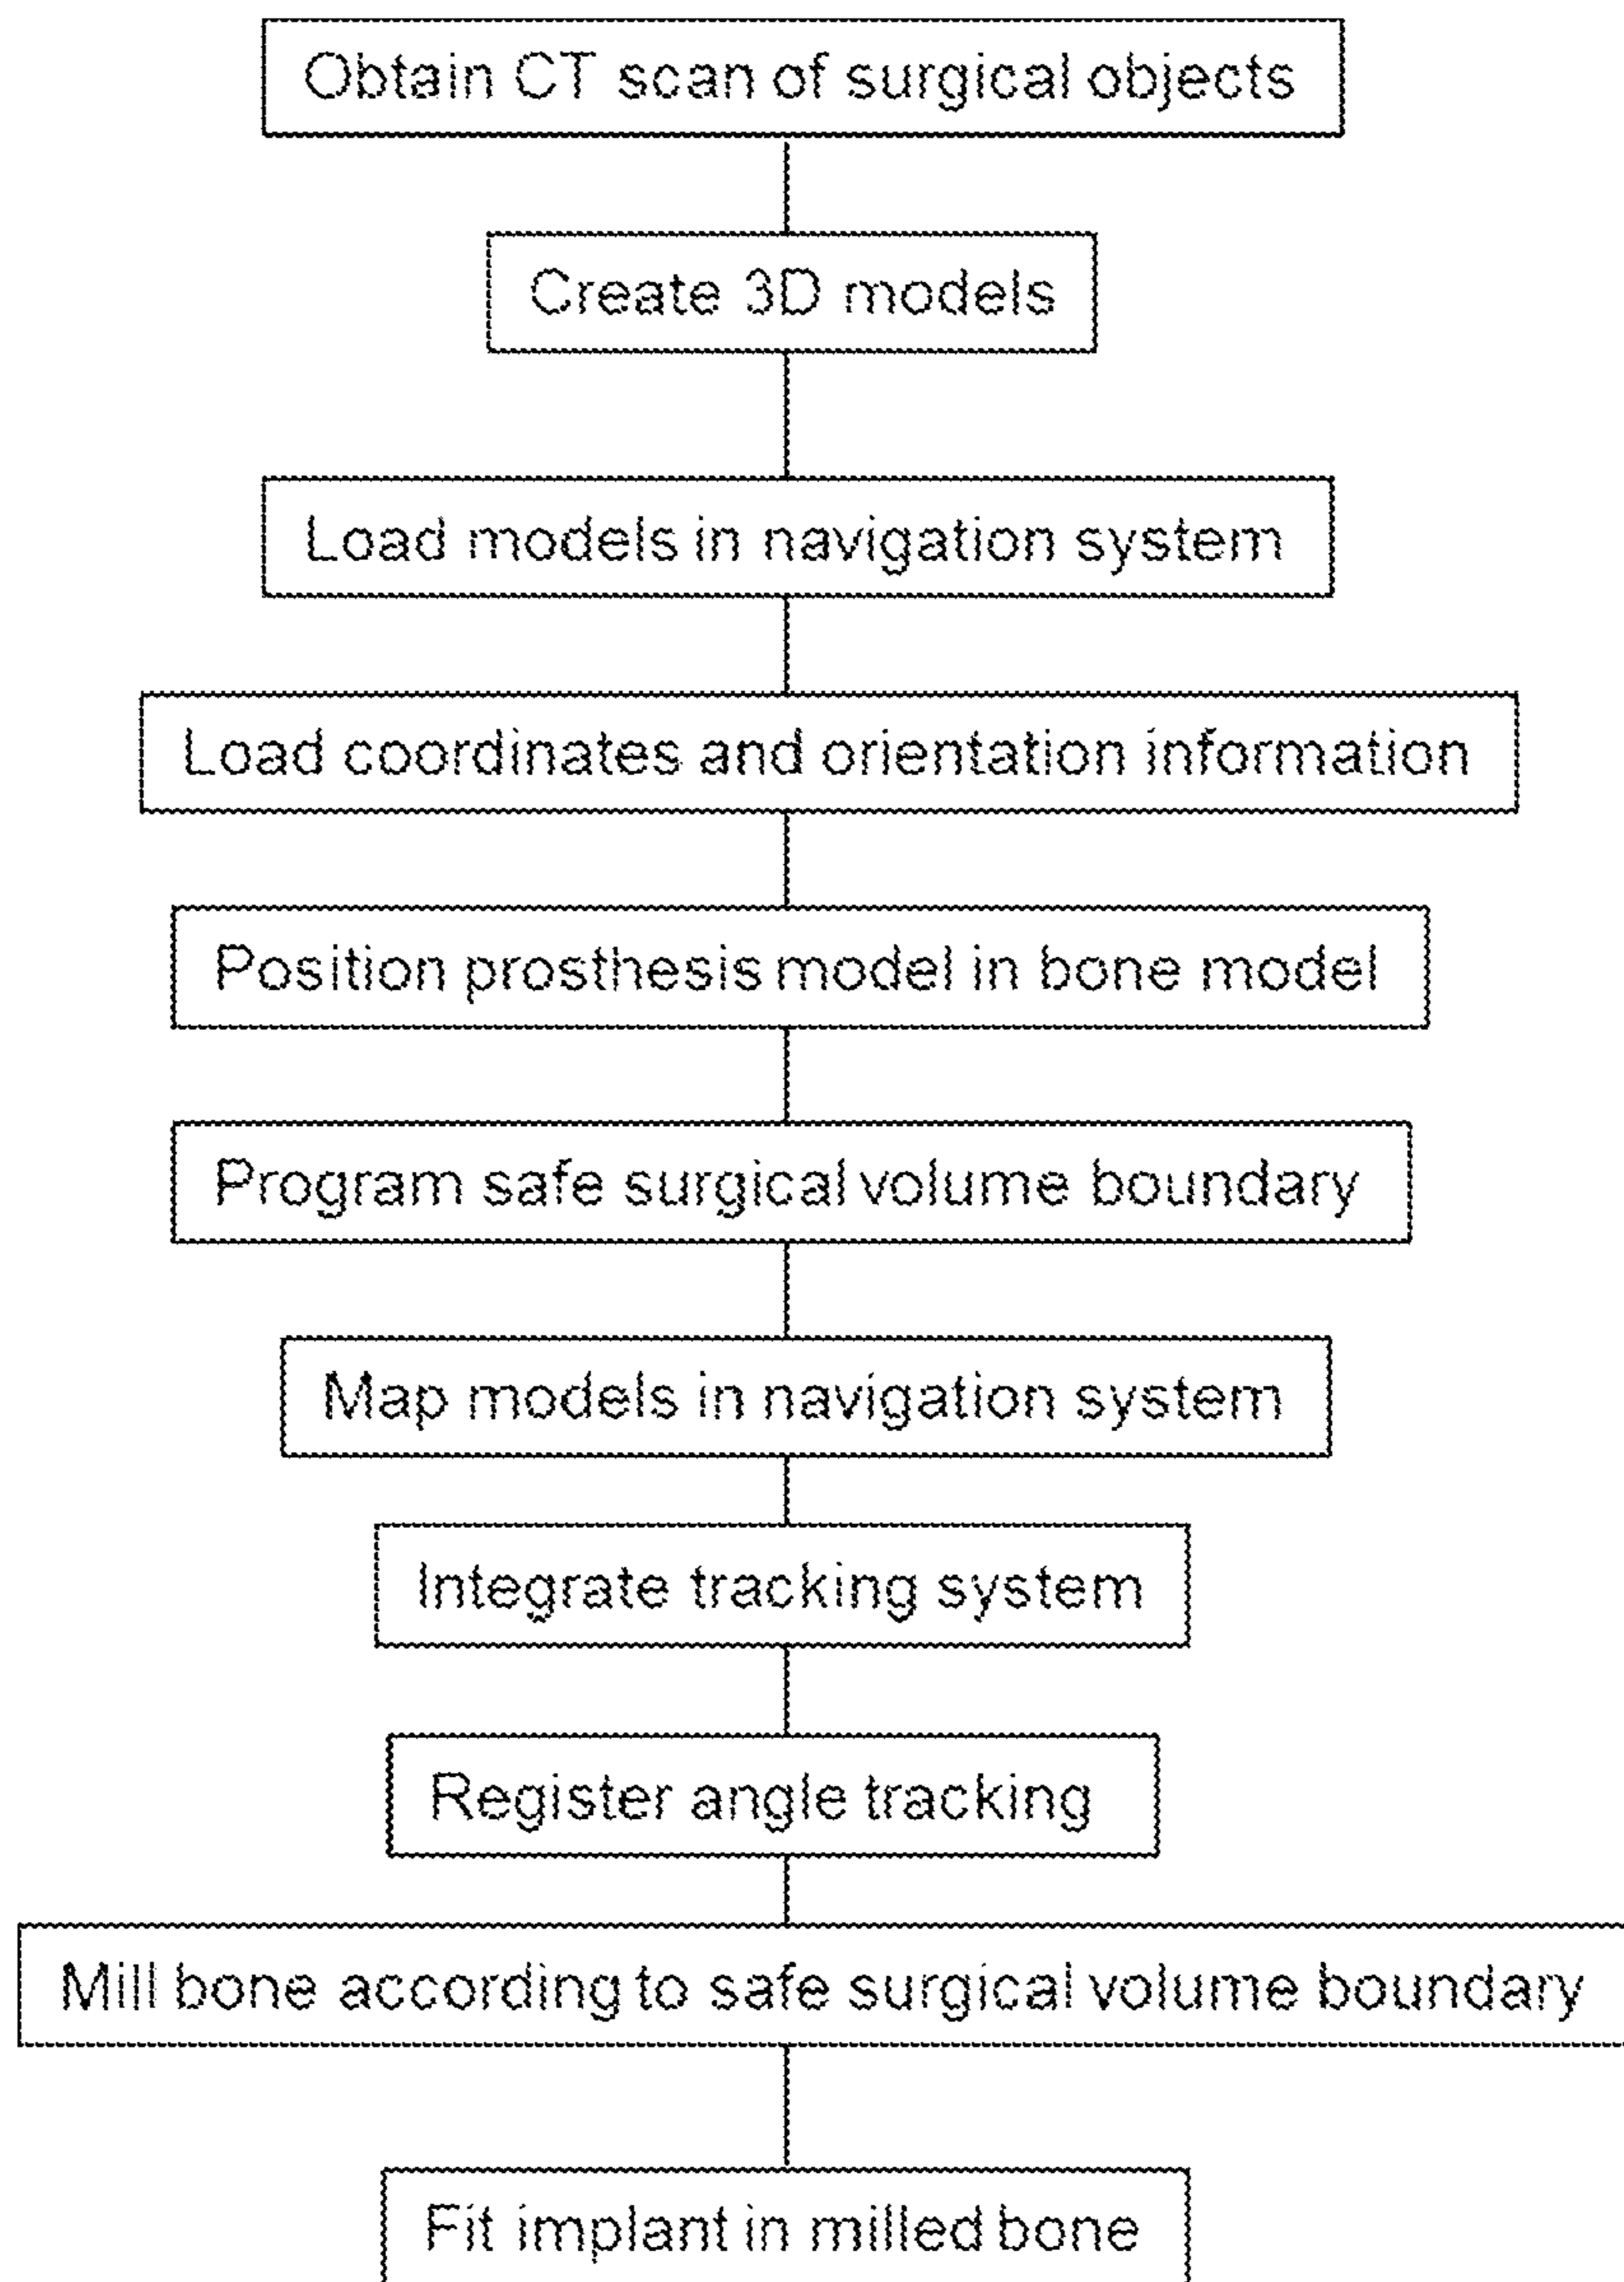 Obtain CT scan of surgical objects
Create 3D models
Load models in navigation system
Load coordinates and orientation information
Position prosthesis model in bone model
Program safe surgical volume boundary
Map models in navigation system
Integrate tracking system
Register angle tracking
Mill bone according to safe surgical volume boundary
Fit implant in milled bone